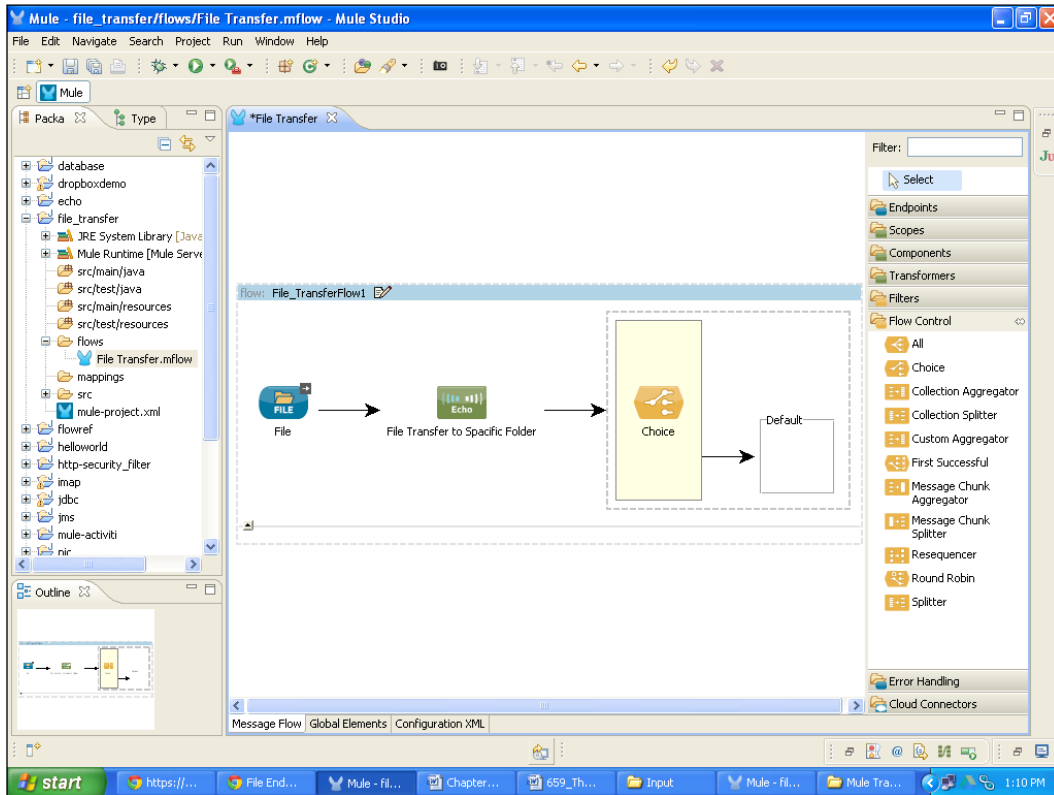 Mule - file_transfer/flows/File Transfer.mflow - Mule Studio
File Edit Navigate Search Project Run Window Help
Mule
Packa
Type
database
dropboxdemo
echo
file_transfer
JRE System Library [Java
Mule Runtime [Mule Serve
src/main/java
src/test/java
src/main/resources
src/test/resources
flows
File Transfer.mflow
mappings
src
mule-project.xml
flowref
helloworld
http-security_filter
imap
jdbc
jms
mule-activiti
Outline
*File Transfer
flow: File_TransferFlow1
FILE
File
Echo
File Transfer to Spacific Folder
Choice
Default
Message Flow Global Elements Configuration XML
Filter:
Select
Endpoints
Scopes
Components
Transformers
Filters
Flow Control
All
Choice
Collection Aggregator
Collection Splitter
Custom Aggregator
First Successful
Message Chunk
Aggregator
Message Chunk
Splitter
Resequencer
Round Robin
Splitter
Error Handling
Cloud Connectors
Ju
start
https://...
File End...
Mule - fil...
Chapter...
659_Th...
Input
Mule - fil...
Mule Tra...
1:10 PM